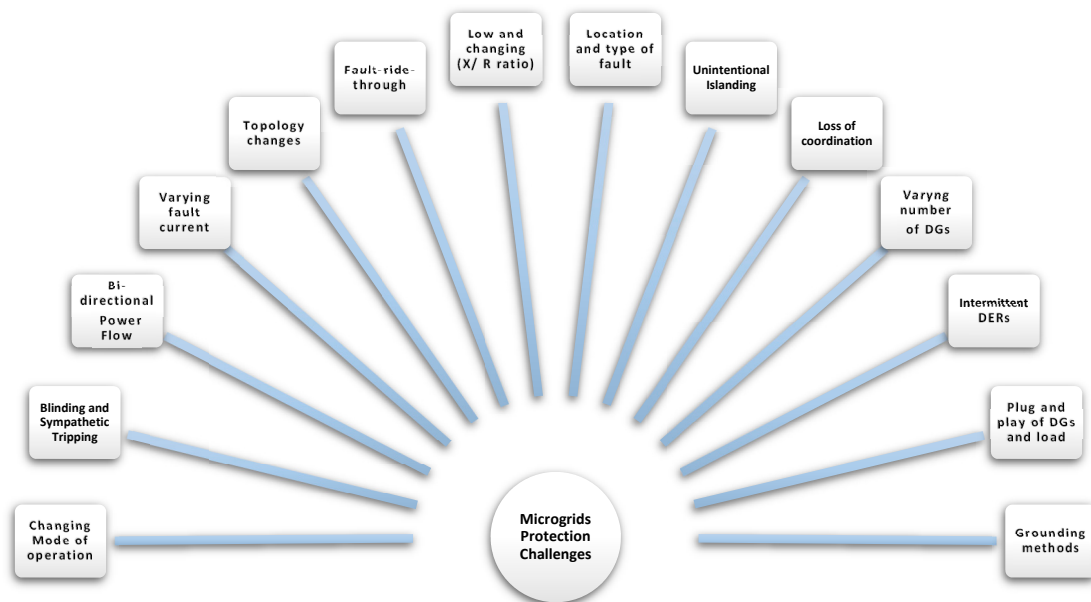 Low and
changing
(X/ R ratio)
Location
and type of
fault
Fault-ride-
through
Unintentional
Islanding
Topology
changes
Loss of
coordination
Varying
fault
current
Varyng
number
of DGs
Bi-
directional
Power
Flow
Intermittent
DERs
Blinding and
Sympathetic
Tripping
Plug and
play of DGs
and load
Changing
Mode of
operation
Microgrids
Protection
Challenges
Grounding
methods